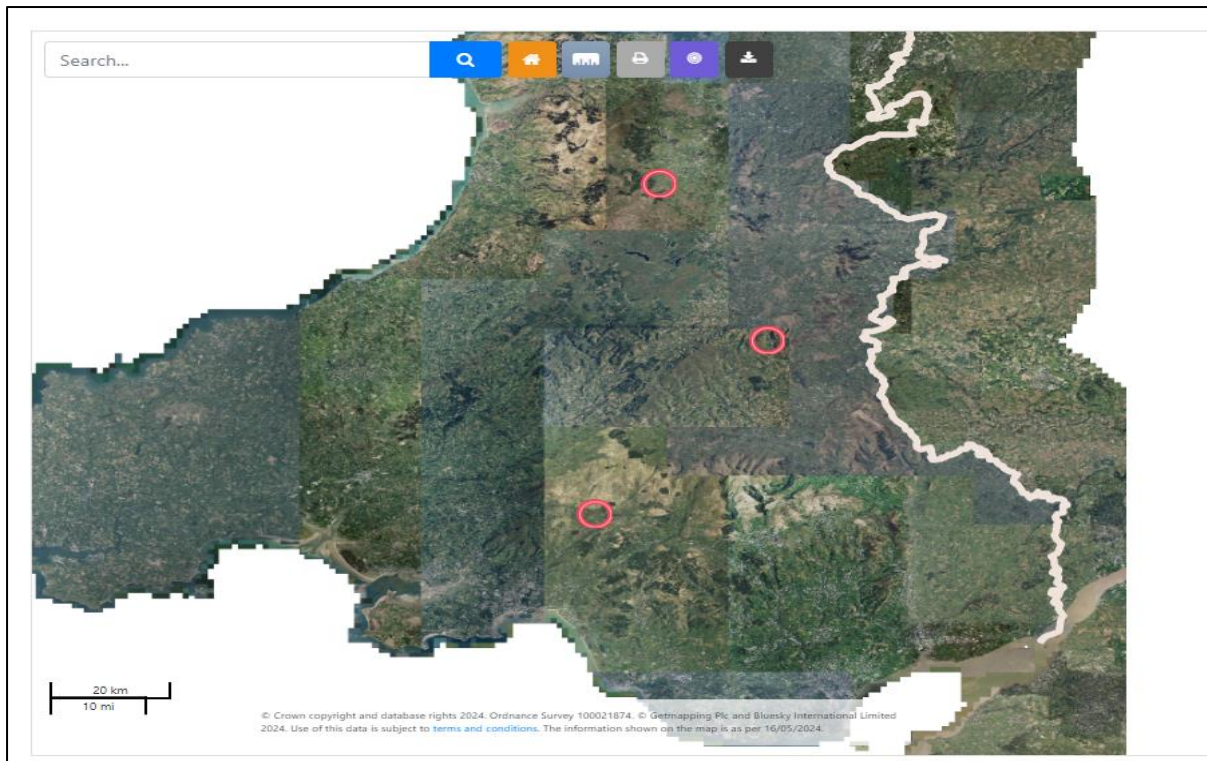 Search...
20 km
10 mi
© Crown copyright and database rights 2024. Ordnance Survey 100021874. © Getmapping Plc and Bluesky International Limited
2024. Use of this data is subject to terms and conditions. The information shown on the map is as per 16/05/2024.